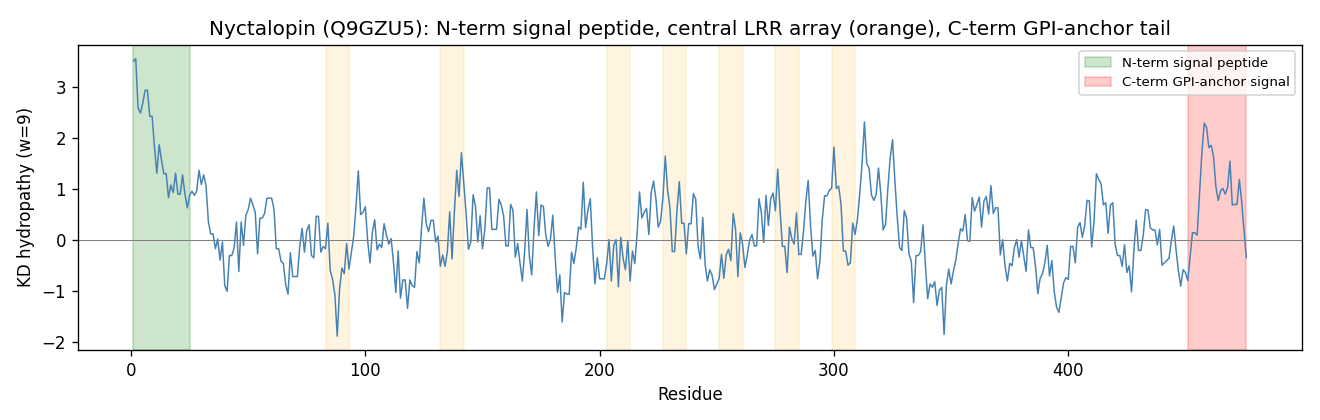 Nyctalopin (Q9GZU5): N-term signal peptide, central LRR array (orange), C-term GPI-anchor tail
N-term signal peptide
C-term GPI-anchor signal
KD hydropathy (w=9)
3
2
1
0
−1
−2
0 100 200 300 400
Residue